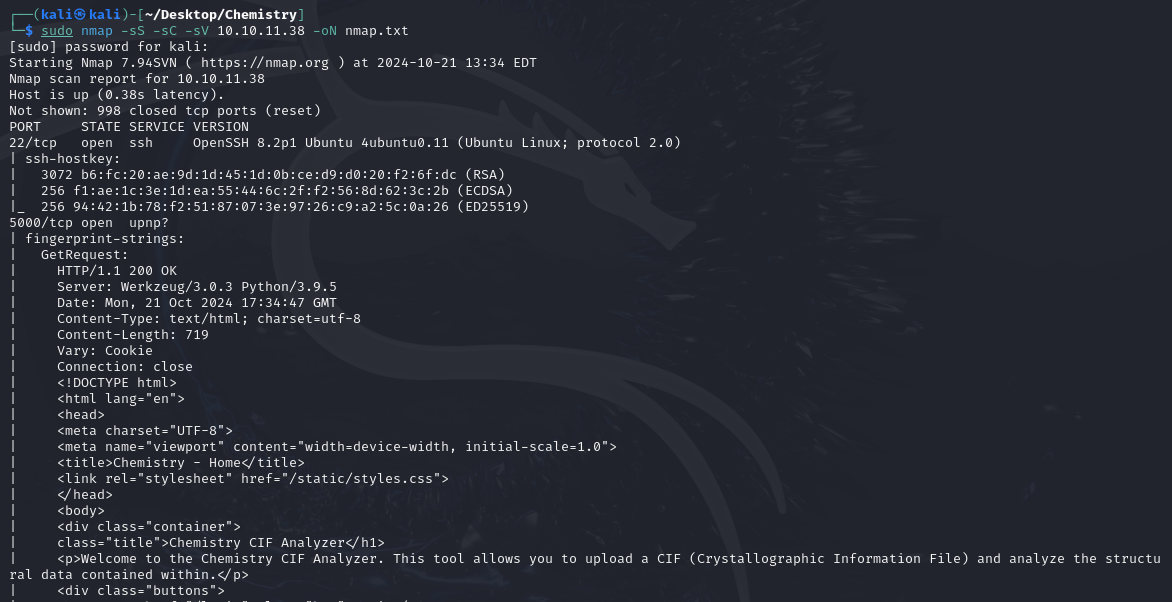 ┌──(kali㉿kali)-[~/Desktop/Chemistry]
└─$ sudo nmap -sS -sC -sV 10.10.11.38 -oN nmap.txt
[sudo] password for kali:
Starting Nmap 7.94SVN ( https://nmap.org ) at 2024-10-21 13:34 EDT
Nmap scan report for 10.10.11.38
Host is up (0.38s latency).
Not shown: 998 closed tcp ports (reset)
PORT     STATE SERVICE VERSION
22/tcp   open  ssh     OpenSSH 8.2p1 Ubuntu 4ubuntu0.11 (Ubuntu Linux; protocol 2.0)
| ssh-hostkey:
|   3072 b6:fc:20:ae:9d:1d:45:1d:0b:ce:d9:d0:20:f2:6f:dc (RSA)
|   256 f1:ae:1c:3e:1d:ea:55:44:6c:2f:f2:56:8d:62:3c:2b (ECDSA)
|_  256 94:42:1b:78:f2:51:87:07:3e:97:26:c9:a2:5c:0a:26 (ED25519)
5000/tcp open  upnp?
| fingerprint-strings:
|   GetRequest:
|     HTTP/1.1 200 OK
|     Server: Werkzeug/3.0.3 Python/3.9.5
|     Date: Mon, 21 Oct 2024 17:34:47 GMT
|     Content-Type: text/html; charset=utf-8
|     Content-Length: 719
|     Vary: Cookie
|     Connection: close
|     <!DOCTYPE html>
|     <html lang="en">
|     <head>
|     <meta charset="UTF-8">
|     <meta name="viewport" content="width=device-width, initial-scale=1.0">
|     <title>Chemistry - Home</title>
|     <link rel="stylesheet" href="/static/styles.css">
|     </head>
|     <body>
|     <div class="container">
|     class="title">Chemistry CIF Analyzer</h1>
|     <p>Welcome to the Chemistry CIF Analyzer. This tool allows you to upload a CIF (Crystallographic Information File) and analyze the structu
ral data contained within.</p>
|     <div class="buttons">